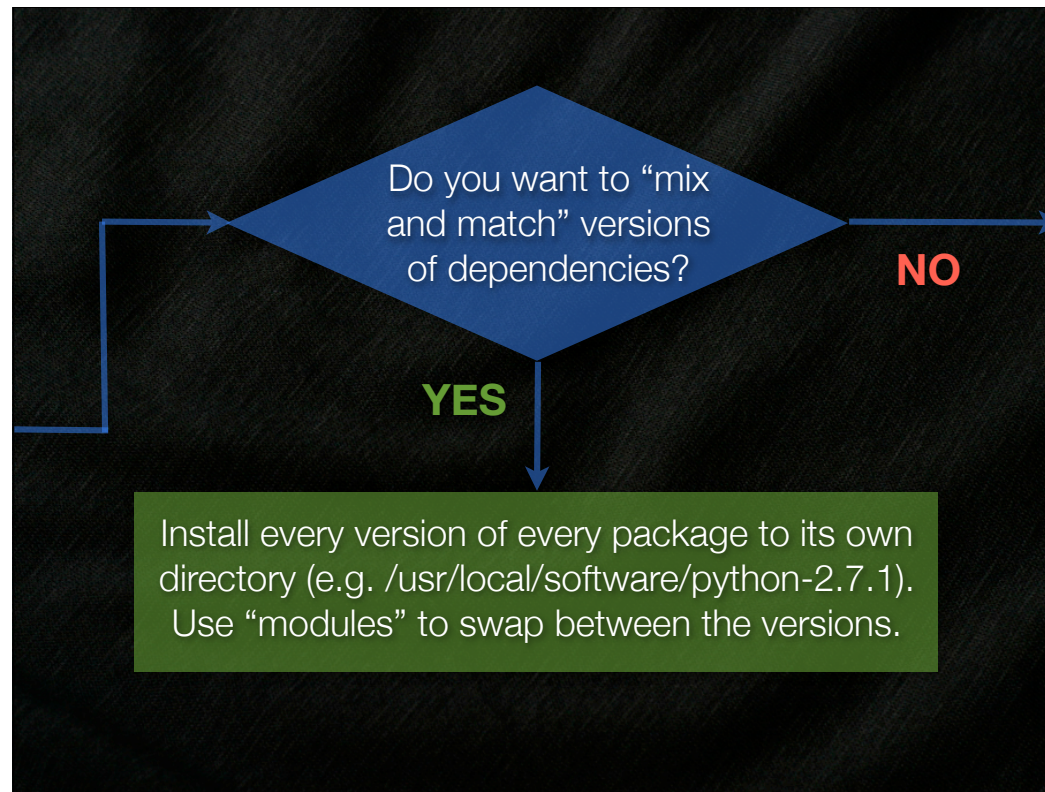 Do you want to “mix
and match” versions
of dependencies?
NO
YES
Install every version of every package to its own
directory (e.g. /usr/local/software/python-2.7.1).
Use “modules” to swap between the versions.